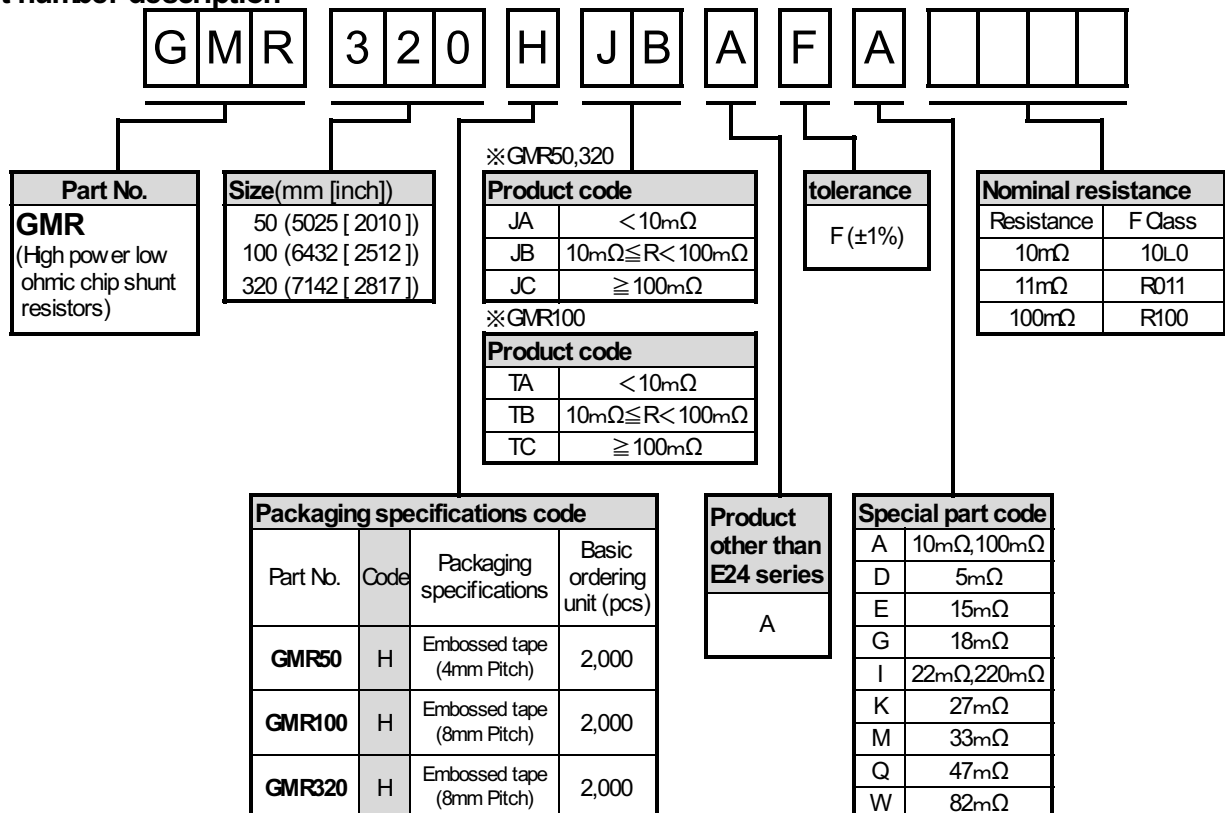 t number description
G M R 3 2 0 H J B A F A
Part No.
GMR
(High power low
ohmic chip shunt
resistors)
Size(mm [inch])
50 (5025 [ 2010 ])
100 (6432 [ 2512 ])
320 (7142 [ 2817 ])
※GMR50,320
Product code
JA <10mΩ
JB 10mΩ≦R<100mΩ
JC ≧100mΩ
※GMR100
Product code
TA <10mΩ
TB 10mΩ≦R<100mΩ
TC ≧100mΩ
tolerance
F (±1%)
Nominal resistance
Resistance F Class
10mΩ 10L0
11mΩ R011
100mΩ R100
Packaging specifications code
Part No. Code Packaging specifications Basic ordering unit (pcs)
GMR50 H Embossed tape (4mm Pitch) 2,000
GMR100 H Embossed tape (8mm Pitch) 2,000
GMR320 H Embossed tape (8mm Pitch) 2,000
Product
other than
E24 series
A
Special part code
A 10mΩ,100mΩ
D 5mΩ
E 15mΩ
G 18mΩ
I 22mΩ,220mΩ
K 27mΩ
M 33mΩ
Q 47mΩ
W 82mΩ